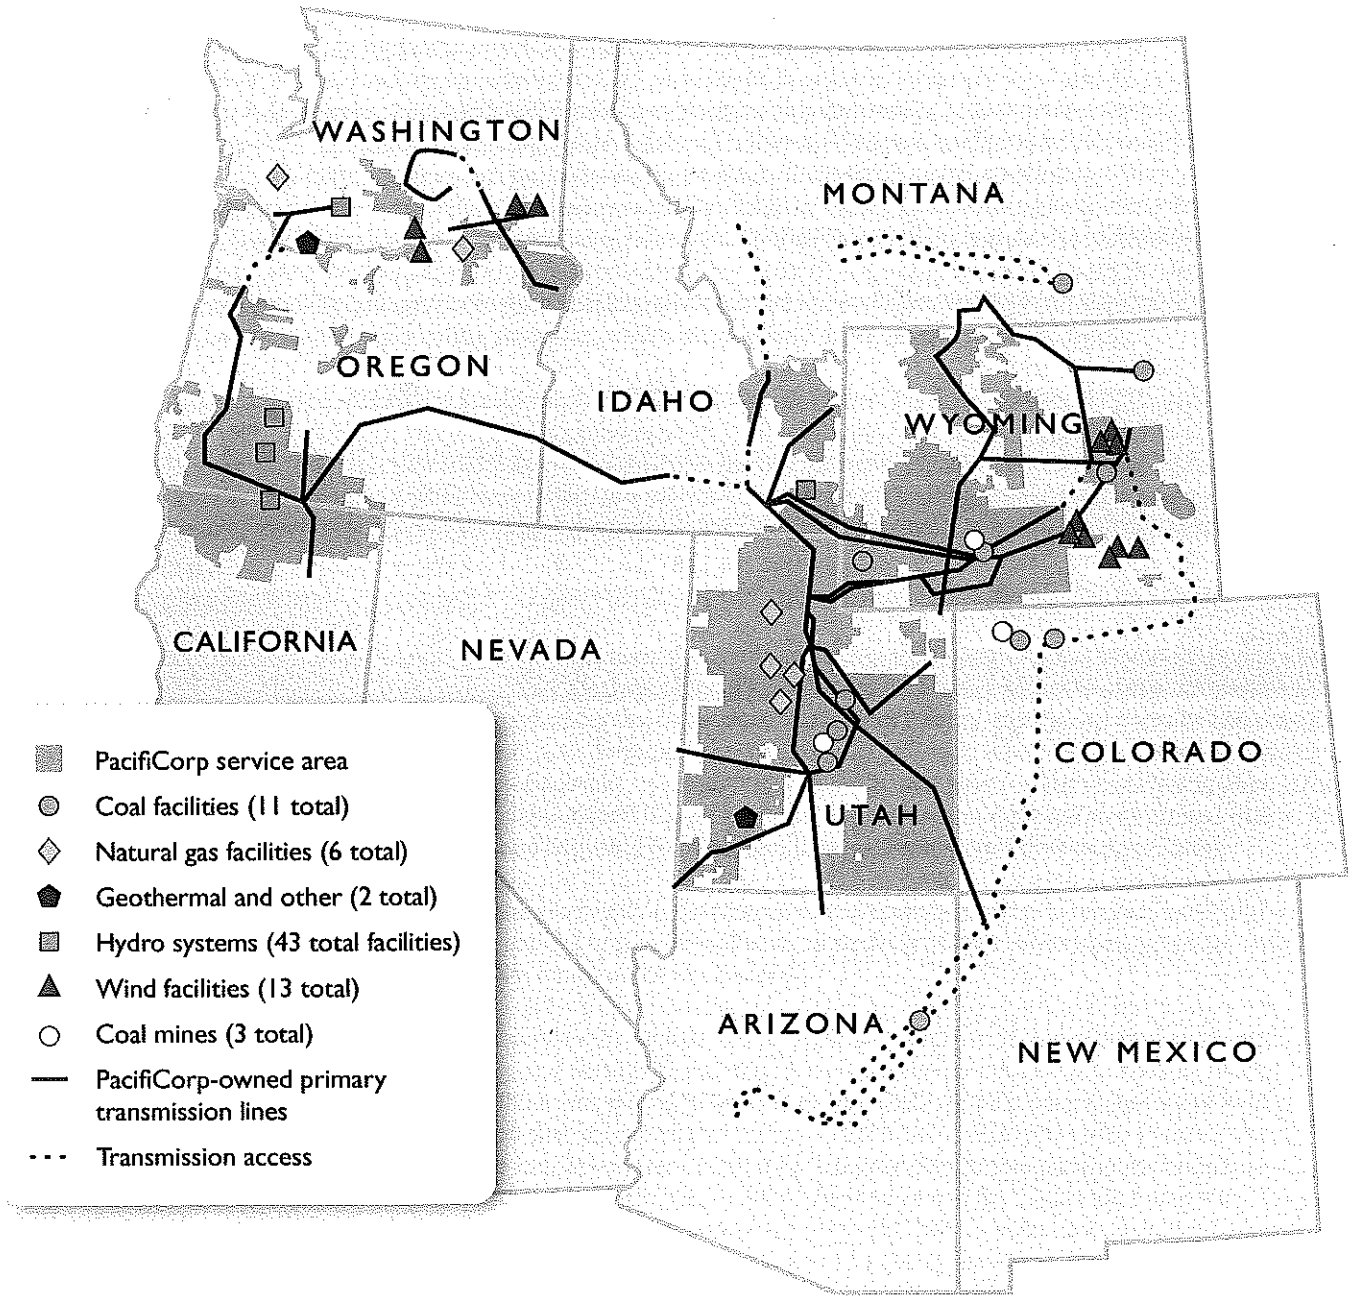 WASHINGTON
MONTANA
OREGON
IDAHO
WYOMING
CALIFORNIA
NEVADA
COLORADO
UTAH
ARIZONA
NEW MEXICO
PacifiCorp service area
Coal facilities (11 total)
Natural gas facilities (6 total)
Geothermal and other (2 total)
Hydro systems (43 total facilities)
Wind facilities (13 total)
Coal mines (3 total)
PacifiCorp-owned primary
transmission lines
Transmission access